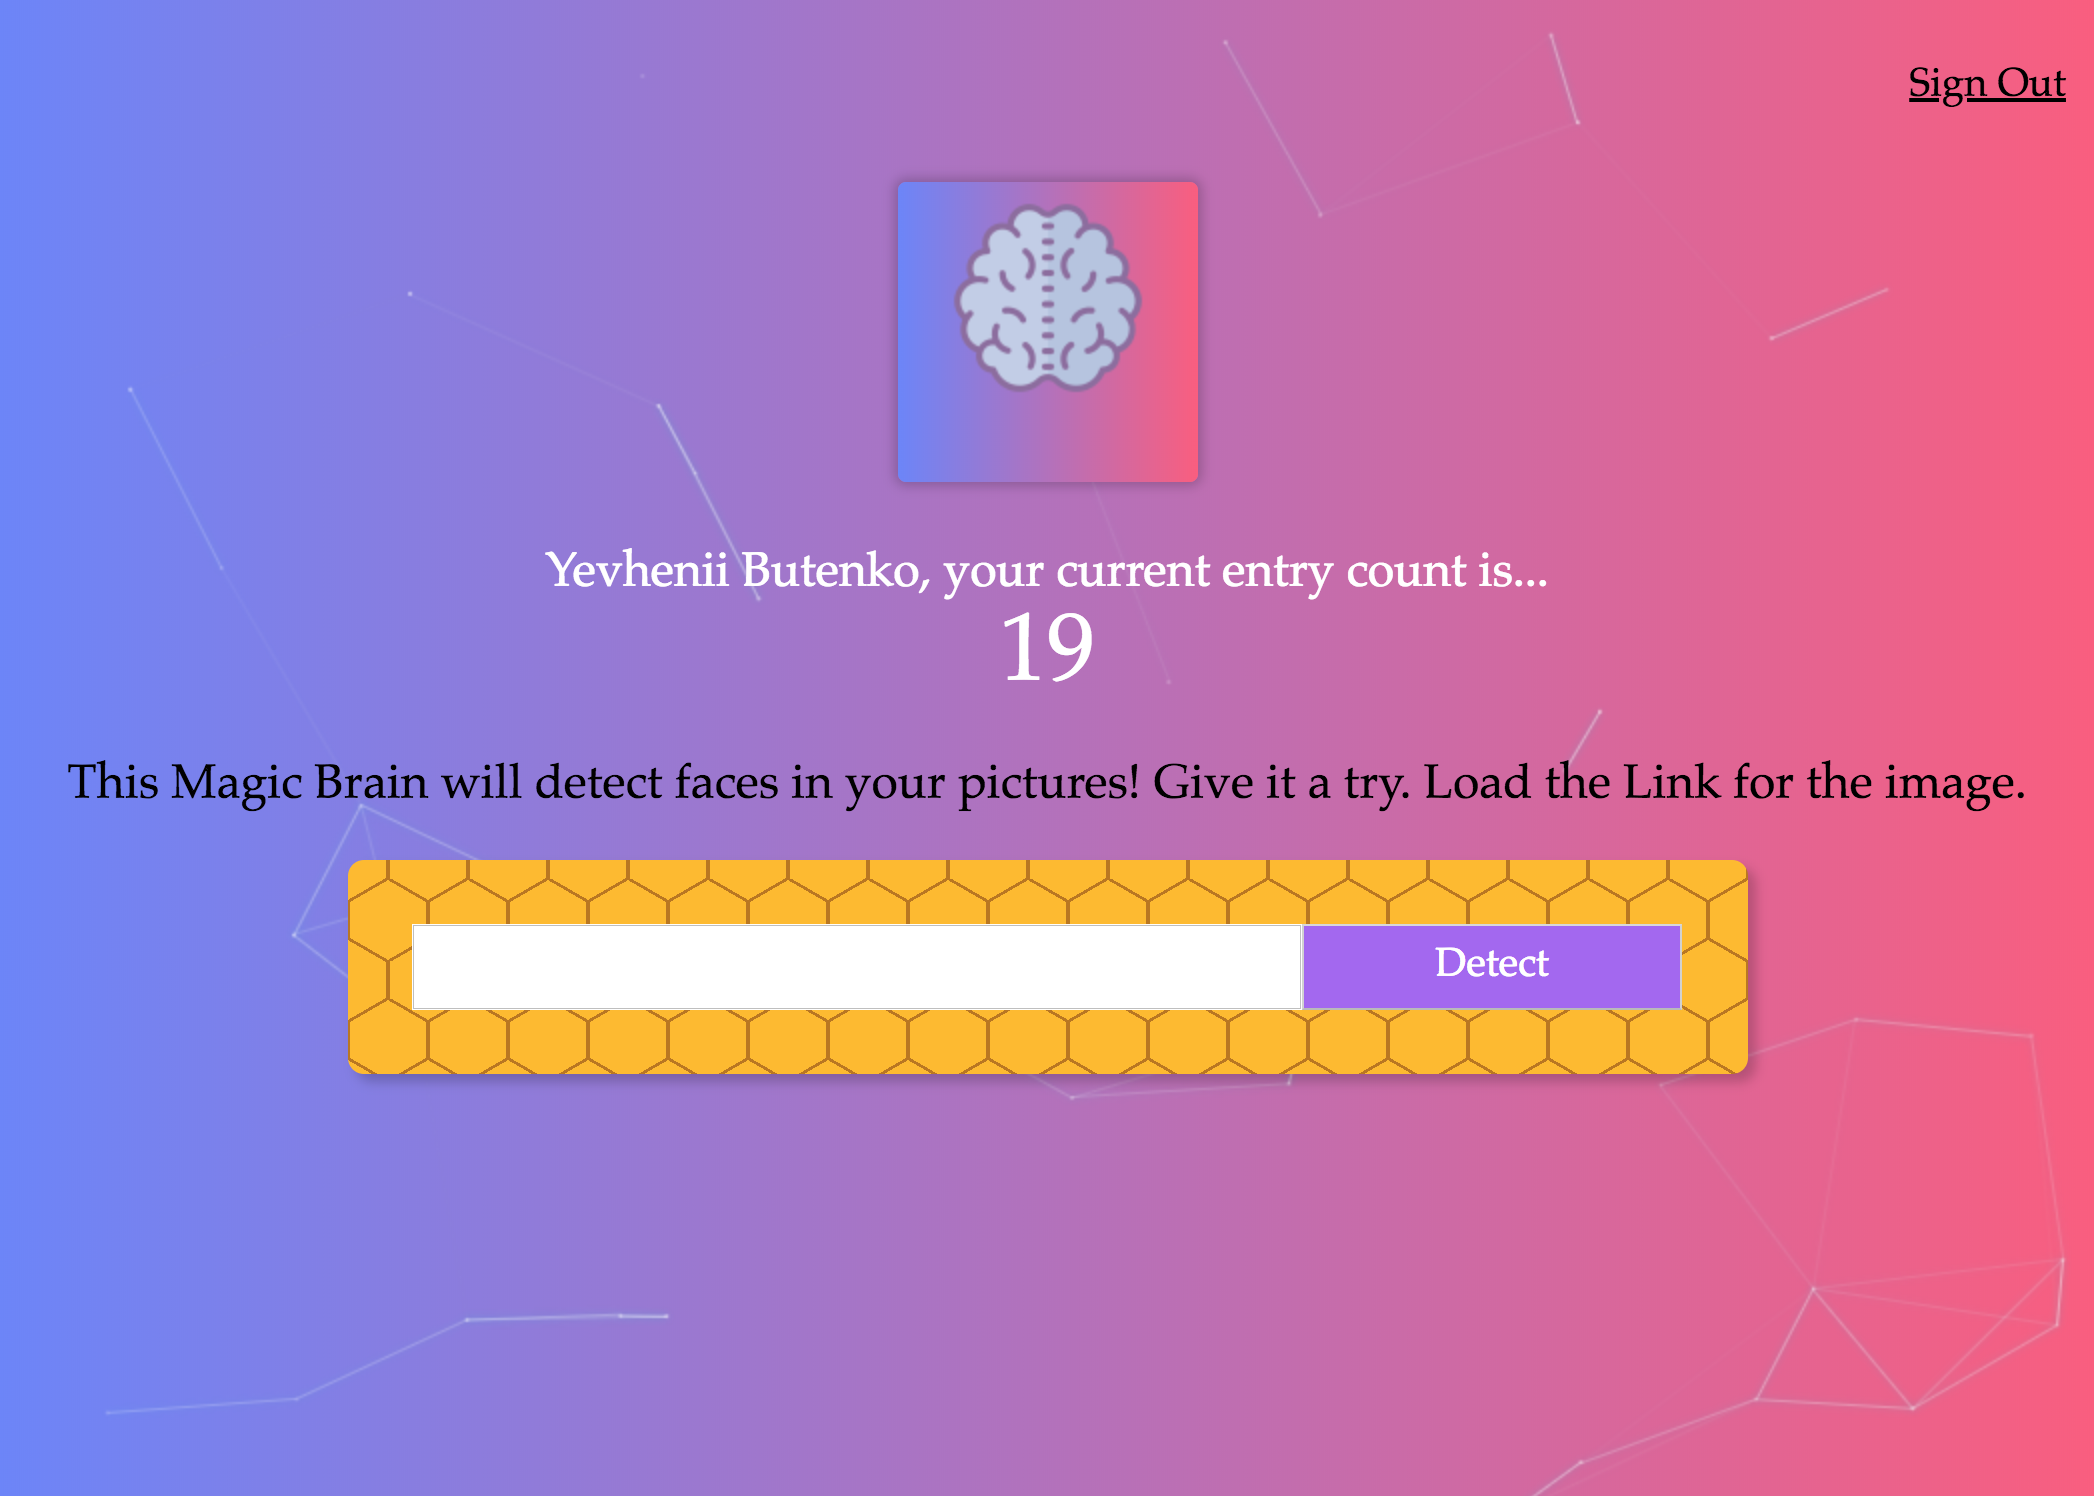 Sign Out
Yevhenii Butenko, your current entry count is...
19
This Magic Brain will detect faces in your pictures! Give it a try. Load the Link for the image.
Detect